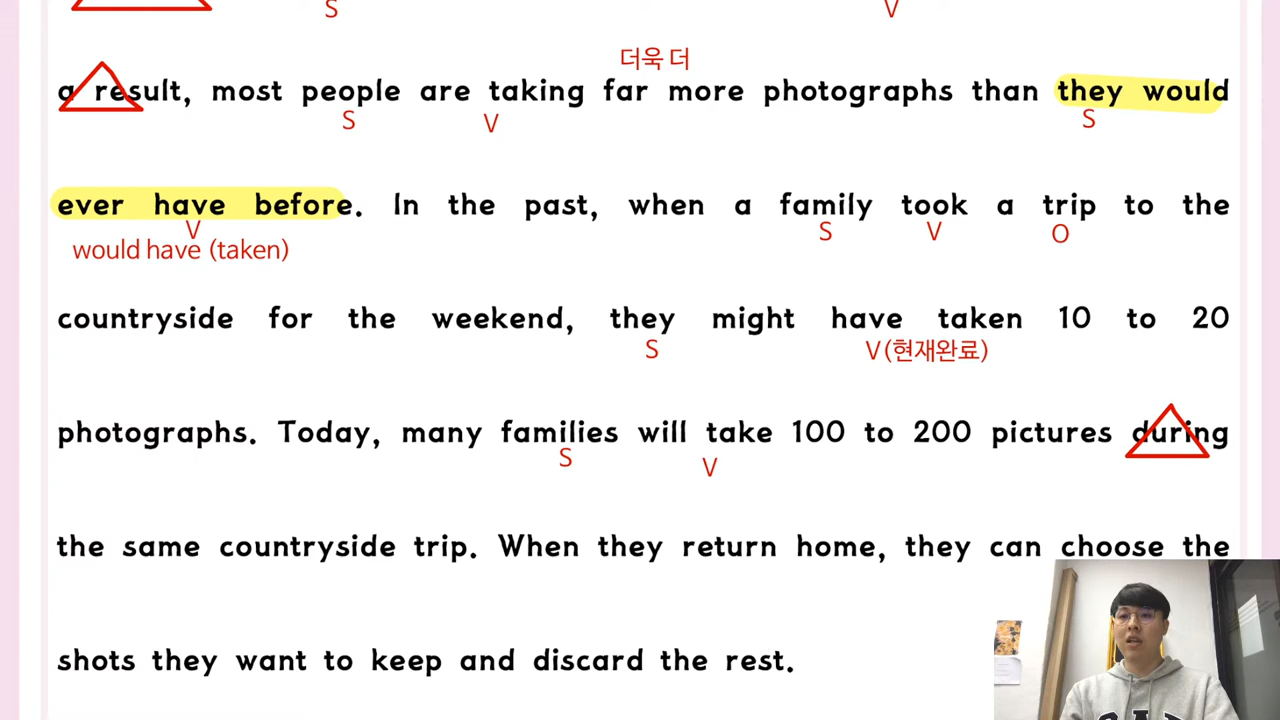 S V
더욱 더
a result, most people are taking far more photographs than they would
S V S
ever have before. In the past, when a family took a trip to the
V S V O
would have (taken)
countryside for the weekend, they might have taken 10 to 20
S V(현재완료)
photographs. Today, many families will take 100 to 200 pictures during
S V
the same countryside trip. When they return home, they can choose the
shots they want to keep and discard the rest.